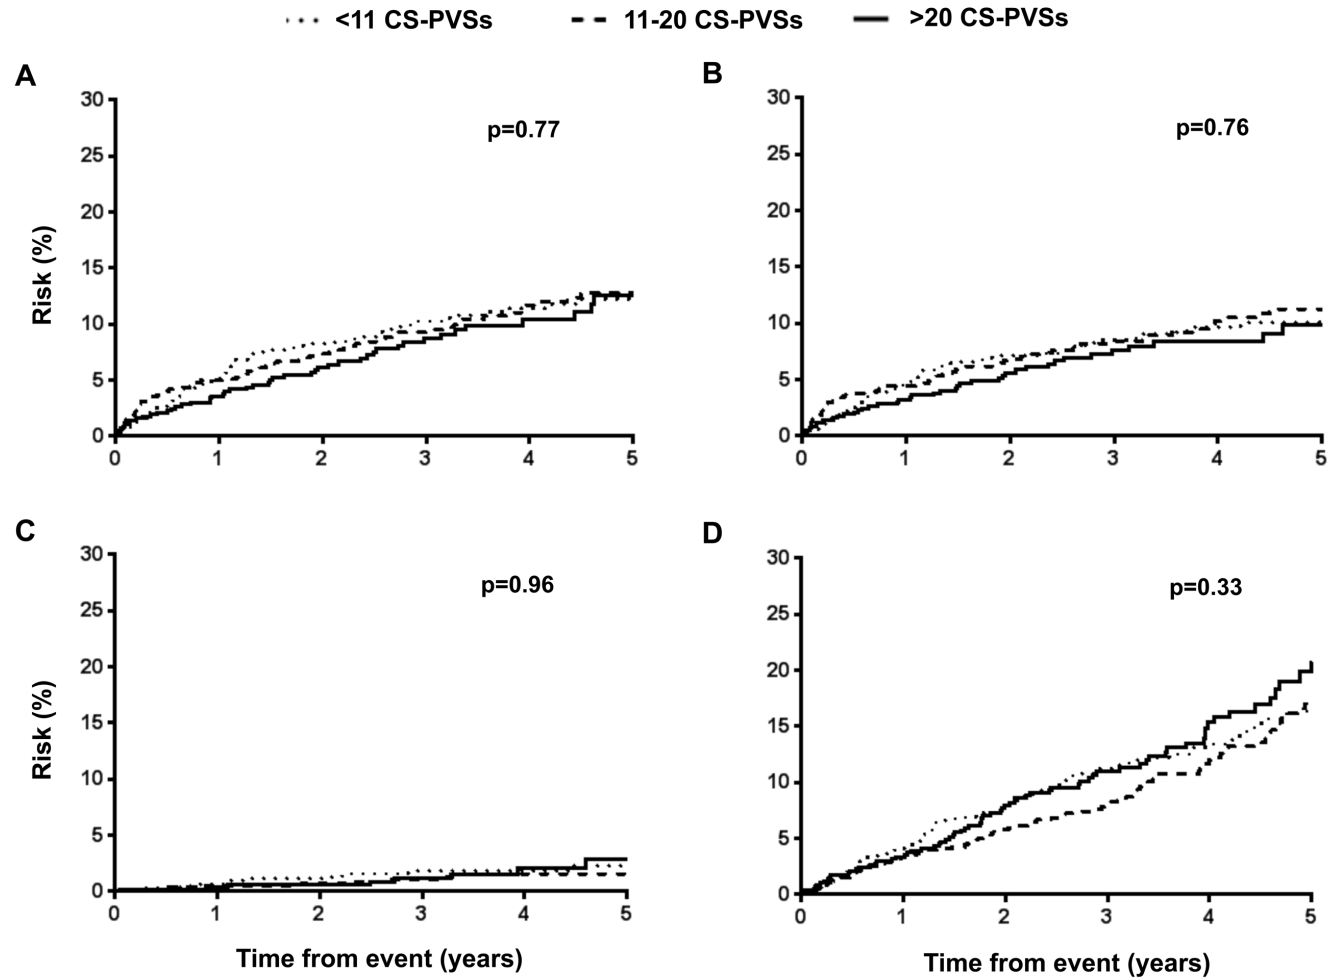 <11 CS-PVSs 11-20 CS-PVSs >20 CS-PVSs
A
30
25
20
15
10
5
0
Risk (%)
p=0.77
0 1 2 3 4 5
B
30
25
20
15
10
5
0
p=0.76
0 1 2 3 4 5
C
30
25
20
15
10
5
0
Risk (%)
p=0.96
0 1 2 3 4 5
Time from event (years)
D
30
25
20
15
10
5
0
p=0.33
0 1 2 3 4 5
Time from event (years)